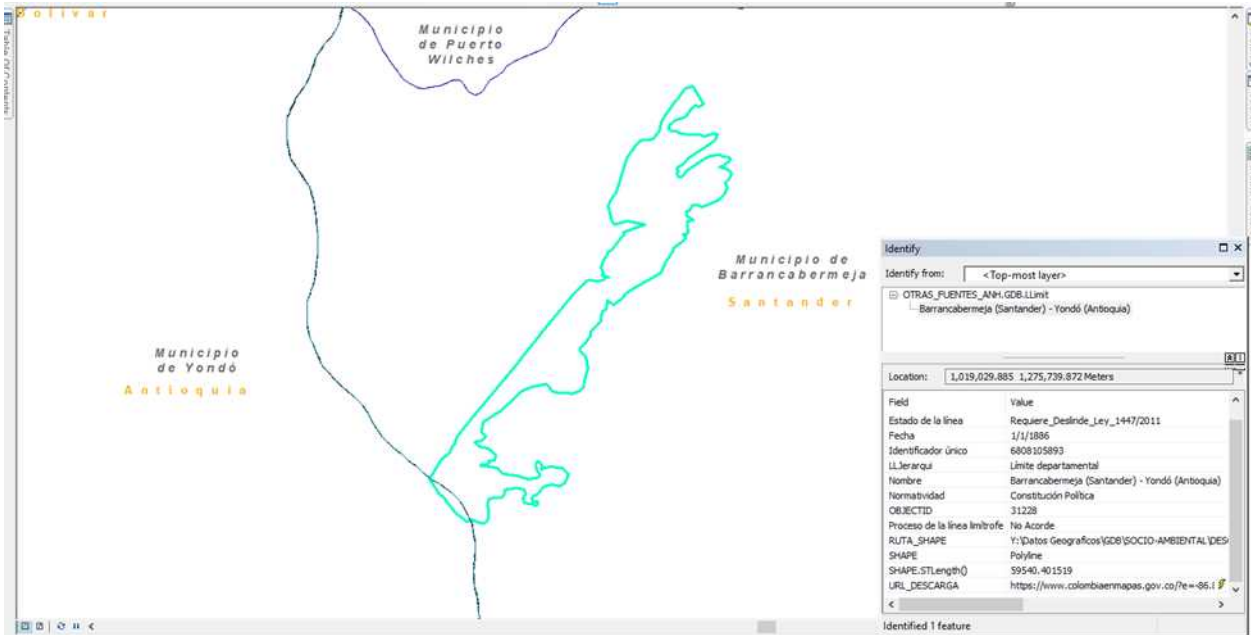 Bolivar
Table Of Contents
Municipio
de Puerto
Wilches
Municipio de
Barrancabermeja
Santander
Municipio
de Yondó
Antioquia
Identify
Identify from: <Top-most layer>
OTRAS_FUENTES_ANH.GDB.LLimit
Barrancabermeja (Santander) - Yondó (Antioquia)
Location: 1,019,029.885 1,275,739.872 Meters
Field Value
Estado de la línea Requiere_Deslinde_Ley_1447/2011
Fecha 1/1/1886
Identificador único 6808105893
LLJerarqui Límite departamental
Nombre Barrancabermeja (Santander) - Yondó (Antioquia)
Normatividad Constitución Política
OBJECTID 31228
Proceso de la línea limítrofe No Acorde
RUTA_SHAPE Y:\Datos Geograficos\GDB\SOCIO-AMBIENTAL\DES
SHAPE Polyline
SHAPE.STLength() 59540.401519
URL_DESCARGA https://www.colombiaenmapas.gov.co/?e=-86.
Identified 1 feature